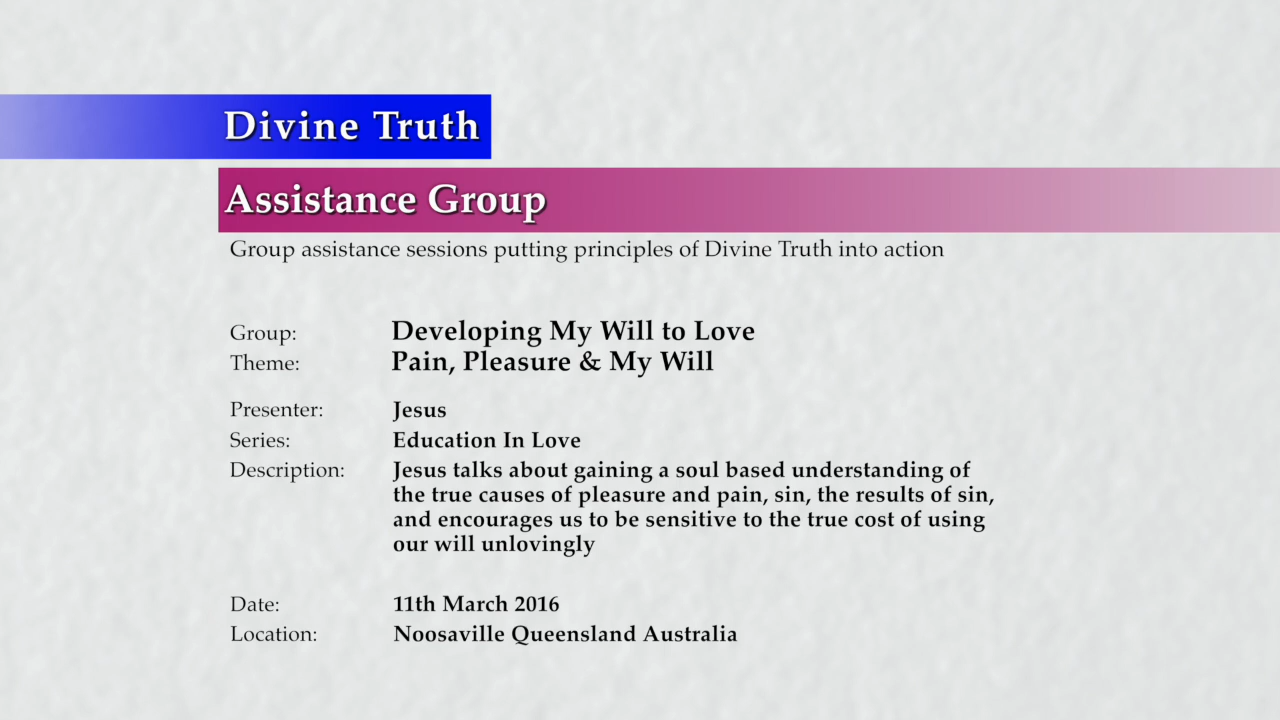 Divine Truth
Assistance Group
Group assistance sessions putting principles of Divine Truth into action
Group: Developing My Will to Love
Theme: Pain, Pleasure & My Will
Presenter: Jesus
Series: Education In Love
Description: Jesus talks about gaining a soul based understanding of
the true causes of pleasure and pain, sin, the results of sin,
and encourages us to be sensitive to the true cost of using
our will unlovingly
Date: 11th March 2016
Location: Noosaville Queensland Australia